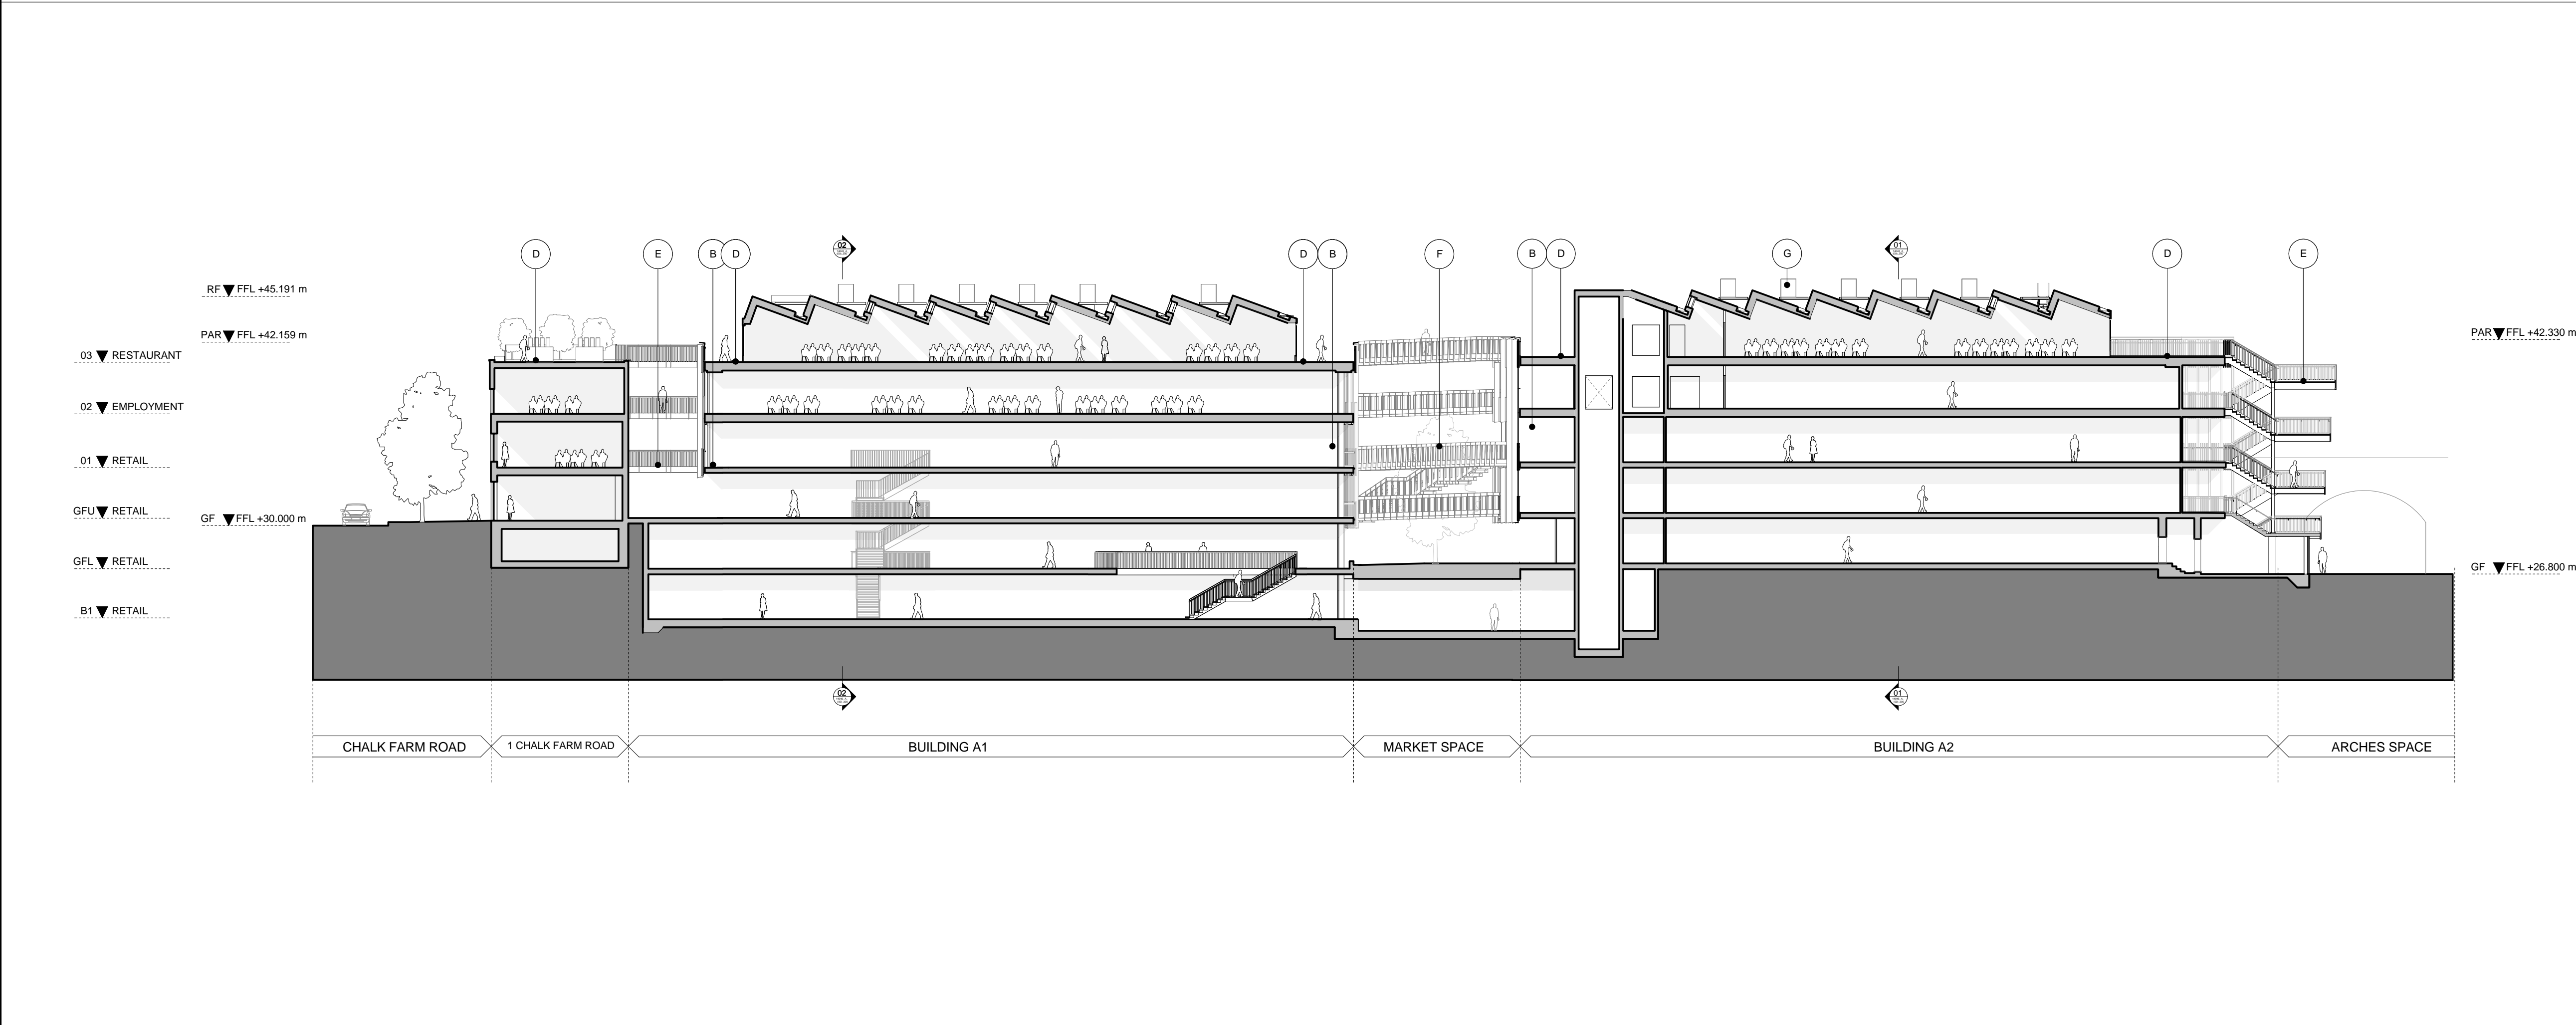 D
E
B
D
02
D
B
F
B
D
G
01
D
E
RF FFL +45.191 m
PAR FFL +42.159 m
PAR FFL +42.330 m
03 RESTAURANT
02 EMPLOYMENT
01 RETAIL
GFU RETAIL
GF FFL +30.000 m
GFL RETAIL
GF FFL +26.800 m
B1 RETAIL
02
01
CHALK FARM ROAD
1 CHALK FARM ROAD
BUILDING A1
MARKET SPACE
BUILDING A2
ARCHES SPACE